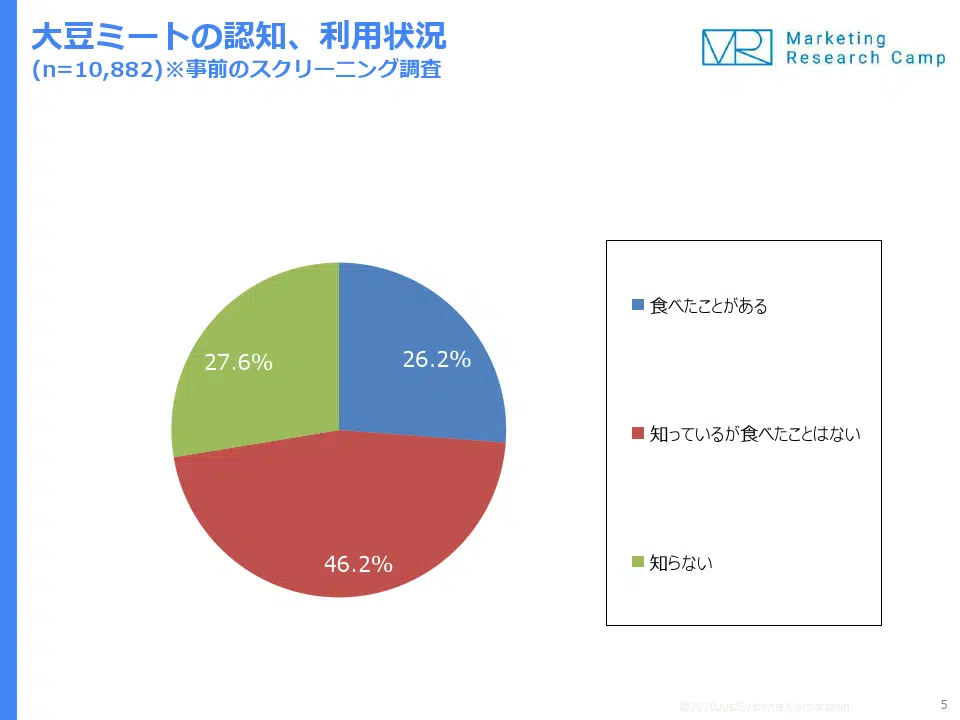 大豆ミートの認知、利用状況
(n=10,882)※事前のスクリーニング調査
Marketing
Research Camp
27.6%
26.2%
46.2%
食べたことがある
知っているが食べたことはない
知らない
5